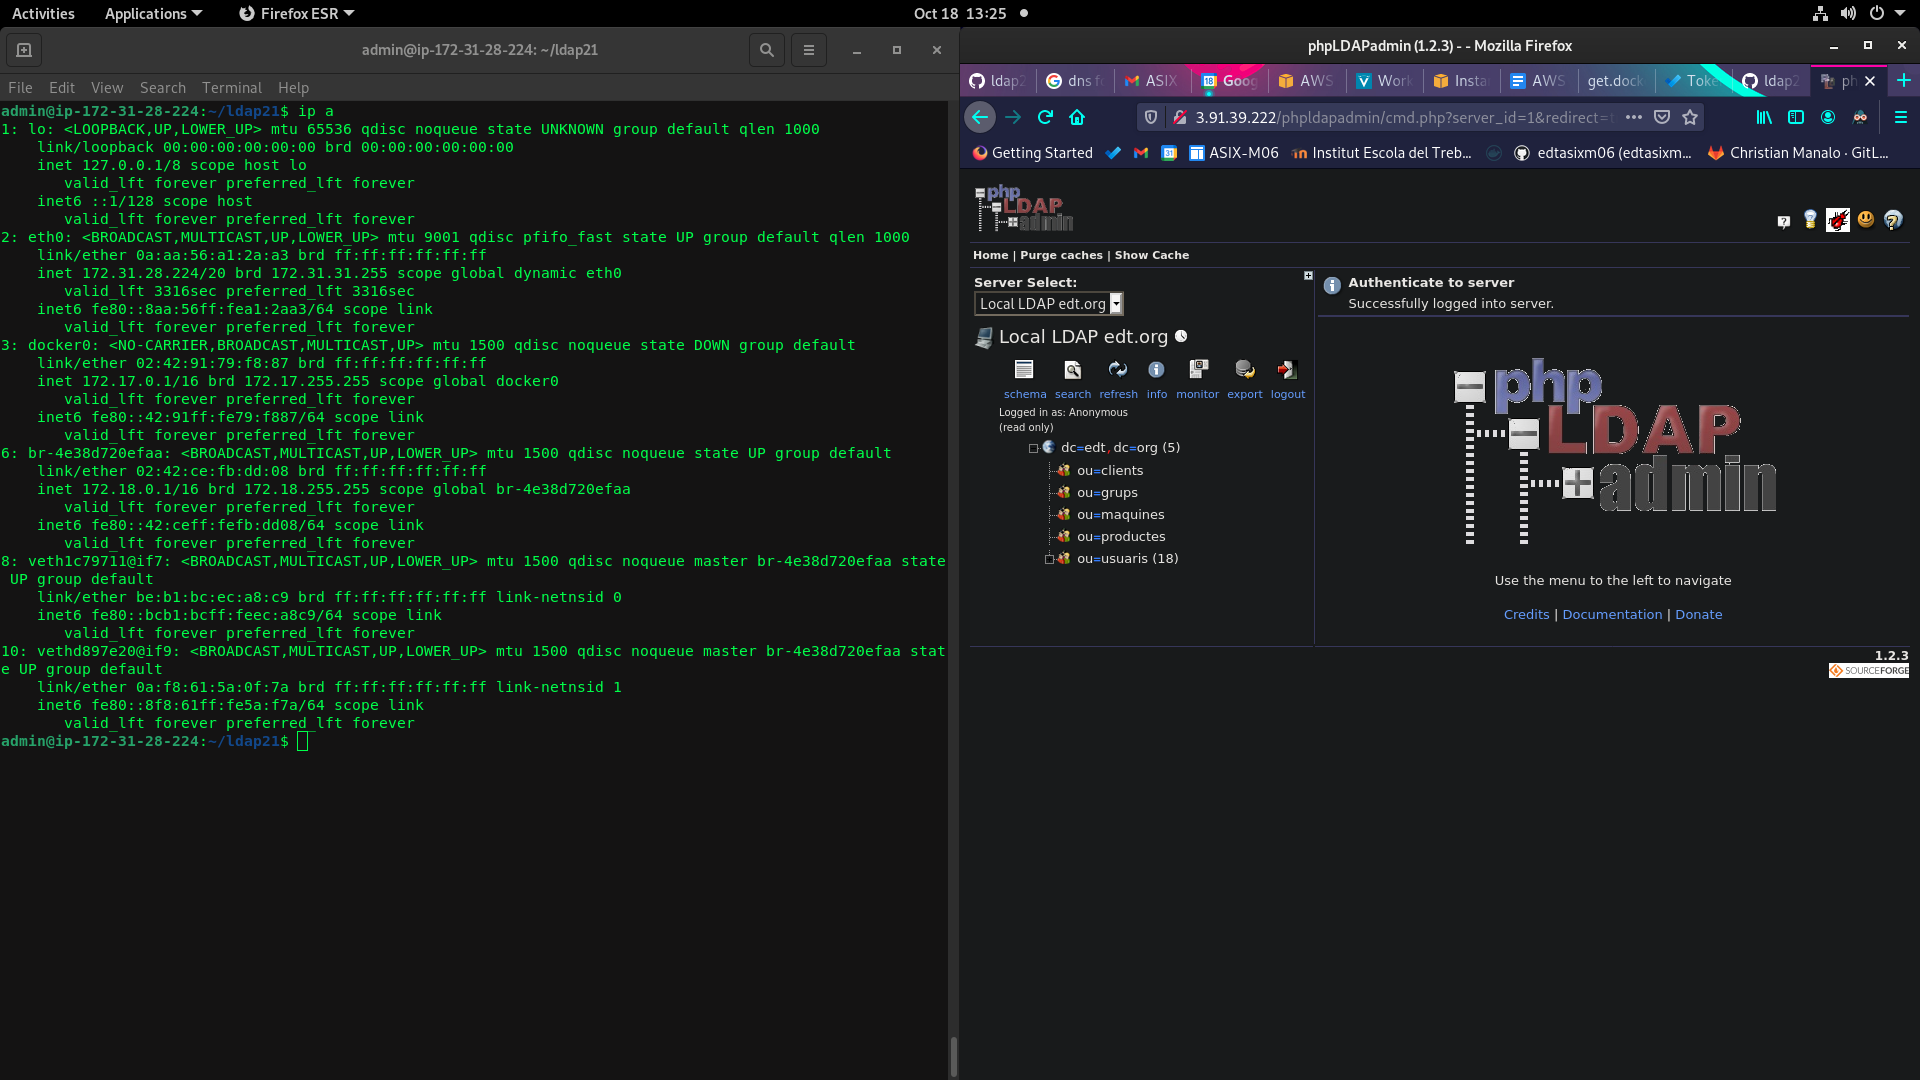 Activities Applications Firefox ESR Oct 18 13:25
admin@ip-172-31-28-224: ~/ldap21
File Edit View Search Terminal Help
admin@ip-172-31-28-224:~/ldap21$ ip a
1: lo: <LOOPBACK,UP,LOWER_UP> mtu 65536 qdisc noqueue state UNKNOWN group default qlen 1000
    link/loopback 00:00:00:00:00:00 brd 00:00:00:00:00:00
    inet 127.0.0.1/8 scope host lo
       valid_lft forever preferred_lft forever
    inet6 ::1/128 scope host
       valid_lft forever preferred_lft forever
2: eth0: <BROADCAST,MULTICAST,UP,LOWER_UP> mtu 9001 qdisc pfifo_fast state UP group default qlen 1000
    link/ether 0a:aa:56:a1:2a:a3 brd ff:ff:ff:ff:ff:ff
    inet 172.31.28.224/20 brd 172.31.31.255 scope global dynamic eth0
       valid_lft 3316sec preferred_lft 3316sec
    inet6 fe80::8aa:56ff:fea1:2aa3/64 scope link
       valid_lft forever preferred_lft forever
3: docker0: <NO-CARRIER,BROADCAST,MULTICAST,UP> mtu 1500 qdisc noqueue state DOWN group default
    link/ether 02:42:91:79:f8:87 brd ff:ff:ff:ff:ff:ff
    inet 172.17.0.1/16 brd 172.17.255.255 scope global docker0
       valid_lft forever preferred_lft forever
    inet6 fe80::42:91ff:fe79:f887/64 scope link
       valid_lft forever preferred_lft forever
6: br-4e38d720efaa: <BROADCAST,MULTICAST,UP,LOWER_UP> mtu 1500 qdisc noqueue state UP group default
    link/ether 02:42:ce:fb:dd:08 brd ff:ff:ff:ff:ff:ff
    inet 172.18.0.1/16 brd 172.18.255.255 scope global br-4e38d720efaa
       valid_lft forever preferred_lft forever
    inet6 fe80::42:ceff:fefb:dd08/64 scope link
       valid_lft forever preferred_lft forever
8: veth1c79711@if7: <BROADCAST,MULTICAST,UP,LOWER_UP> mtu 1500 qdisc noqueue master br-4e38d720efaa state
 UP group default
    link/ether be:b1:bc:ec:a8:c9 brd ff:ff:ff:ff:ff:ff link-netnsid 0
    inet6 fe80::bcb1:bcff:feec:a8c9/64 scope link
       valid_lft forever preferred_lft forever
10: vethd897e20@if9: <BROADCAST,MULTICAST,UP,LOWER_UP> mtu 1500 qdisc noqueue master br-4e38d720efaa stat
e UP group default
    link/ether 0a:f8:61:5a:0f:7a brd ff:ff:ff:ff:ff:ff link-netnsid 1
    inet6 fe80::8f8:61ff:fe5a:f7a/64 scope link
       valid_lft forever preferred_lft forever
admin@ip-172-31-28-224:~/ldap21$
phpLDAPadmin (1.2.3) - - Mozilla Firefox
ldap2 dns f ASIX Goog AWS Work Insta AWS get.dock Toke ldap2 ph
3.91.39.222/phpldapadmin/cmd.php?server_id=1&redirect=
Getting Started ASIX-M06 Institut Escola del Treb... edtasixm06 (edtasixm... Christian Manalo · GitL...
php
LDAP
admin
Home | Purge caches | Show Cache
Server Select:
Local LDAP edt.org
Local LDAP edt.org
schema search refresh info monitor export logout
Logged in as: Anonymous
(read only)
dc=edt,dc=org (5)
ou=clients
ou=grups
ou=maquines
ou=productes
ou=usuaris (18)
Authenticate to server
Successfully logged into server.
php
LDAP
admin
Use the menu to the left to navigate
Credits | Documentation | Donate
1.2.3
SOURCEFORGE